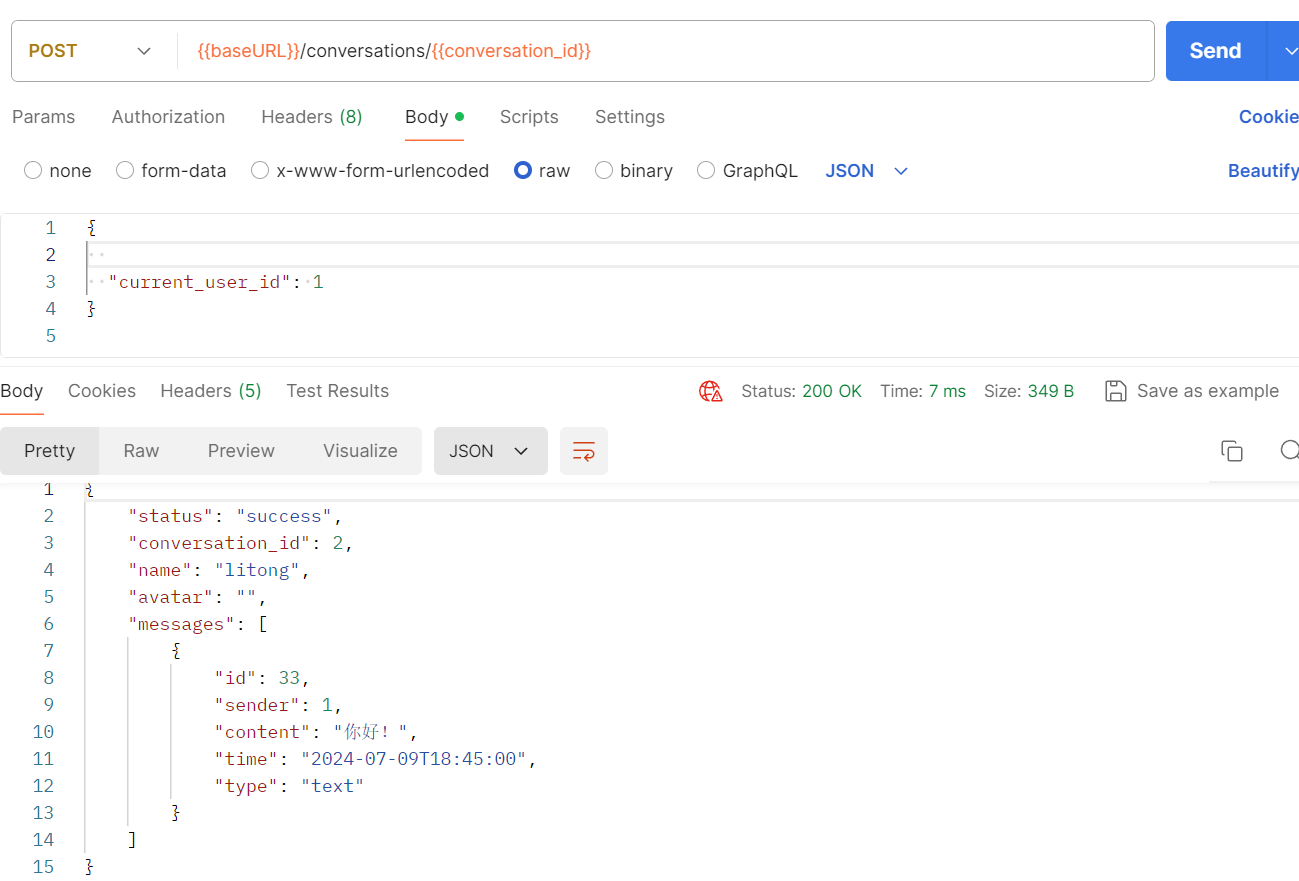 POST {{baseURL}}/conversations/{{conversation_id}} Send
Params Authorization Headers (8) Body Scripts Settings Cookie
none form-data x-www-form-urlencoded raw binary GraphQL JSON Beautify
1 {
2
3 "current_user_id": 1
4 }
5
Body Cookies Headers (5) Test Results Status: 200 OK Time: 7 ms Size: 349 B Save as example
Pretty Raw Preview Visualize JSON
1 {
2 "status": "success",
3 "conversation_id": 2,
4 "name": "litong",
5 "avatar": "",
6 "messages": [
7 {
8 "id": 33,
9 "sender": 1,
10 "content": "你好！",
11 "time": "2024-07-09T18:45:00",
12 "type": "text"
13 }
14 ]
15 }